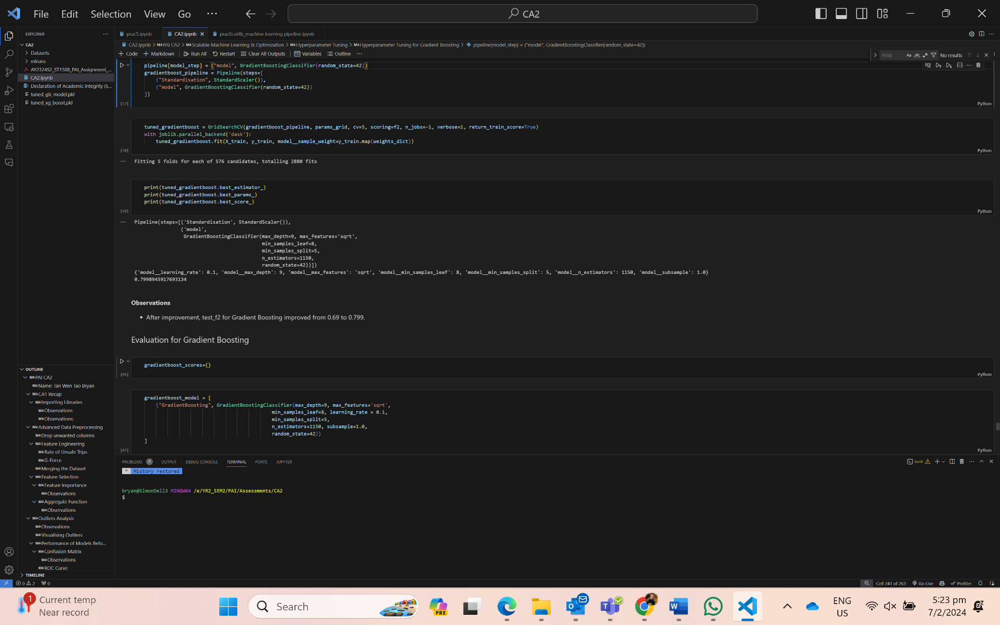 File Edit Selection View Go ··· CA2
EXPLORER ···
CA2
Datasets
mlruns
AY2324S2_ST1508_PAI_Assignment_...
CA2.ipynb
Declaration of Academic Integrity (S...
tuned_gb_model.pkl
tuned_xg_boost.pkl
prac5.ipynb CA2.ipynb practical4b_machine learning pipeline.ipynb
CA2.ipynb > M↓PAI CA2 > M↓Scalable Machine Learning & Optimization > M↓Hyperparameter Tuning > M↓Hyperparameter Tuning for Gradient Boosting > pipeline[model_step] = ("model", GradientBoostingClassifier(random_state=42))
+ Code + Markdown Run All Restart Clear All Outputs Variables Outline ···
Find Aa ab .* No results
pipeline[model_step] = ("model", GradientBoostingClassifier(random_state=42))
gradientboost_pipeline = Pipeline(steps=[
("Standardisation", StandardScaler()),
("model", GradientBoostingClassifier(random_state=42))
])
[57] Python
tuned_gradientboost = GridSearchCV(gradientboost_pipeline, params_grid, cv=5, scoring=f2, n_jobs=-1, verbose=1, return_train_score=True)
with joblib.parallel_backend('dask'):
tuned_gradientboost.fit(X_train, y_train, model__sample_weight=y_train.map(weights_dict))
[58] Python
Fitting 5 folds for each of 576 candidates, totalling 2880 fits
print(tuned_gradientboost.best_estimator_)
print(tuned_gradientboost.best_params_)
print(tuned_gradientboost.best_score_)
[59] Python
Pipeline(steps=[('Standardisation', StandardScaler()),
('model',
GradientBoostingClassifier(max_depth=9, max_features='sqrt',
min_samples_leaf=8,
min_samples_split=5,
n_estimators=1150,
random_state=42))])
{'model__learning_rate': 0.1, 'model__max_depth': 9, 'model__max_features': 'sqrt', 'model__min_samples_leaf': 8, 'model__min_samples_split': 5, 'model__n_estimators': 1150, 'model__subsample': 1.0}
0.7998945917693134
Observations
• After improvement, test_f2 for Gradient Boosting improved from 0.69 to 0.799.
Evaluation for Gradient Boosting
gradientboost_scores={}
[61] Python
gradientboost_model = [
("GradientBoosting", GradientBoostingClassifier(max_depth=9, max_features='sqrt',
min_samples_leaf=8, learning_rate = 0.1,
min_samples_split=5,
n_estimators=1150, subsample=1.0,
random_state=42))
]
[62] Python
OUTLINE
M↓PAI CA2
M↓Name: Tan Wen Tao Bryan
M↓CA1 Recap
M↓Importing Libraries
M↓Observations
M↓Observations:
M↓Advanced Data Preprocessing
M↓Drop unwanted columns
M↓Feature Engineering
M↓Rate of Unsafe Trips
M↓G-Force
M↓Merging the Dataset
M↓Feature Selection
M↓Feature Importance
M↓Observations
M↓Aggregate Function
M↓Observations
M↓Outliers Analysis
M↓Observations
M↓Visualising Outliers
M↓Performance of Models Befo...
M↓Confusion Matrix
M↓Observations
M↓ROC Curve
TIMELINE
PROBLEMS 2 OUTPUT DEBUG CONSOLE TERMINAL PORTS JUPYTER bash
* History restored
bryan@SimonDell3 MINGW64 /e/YR2_SEM2/PAI/Assessments/CA2
$
0 2 0 Cell 241 of 263 Go Live Prettier
1 Current temp
Near record
Search
PRE
ENG
US
5:23 pm
7/2/2024